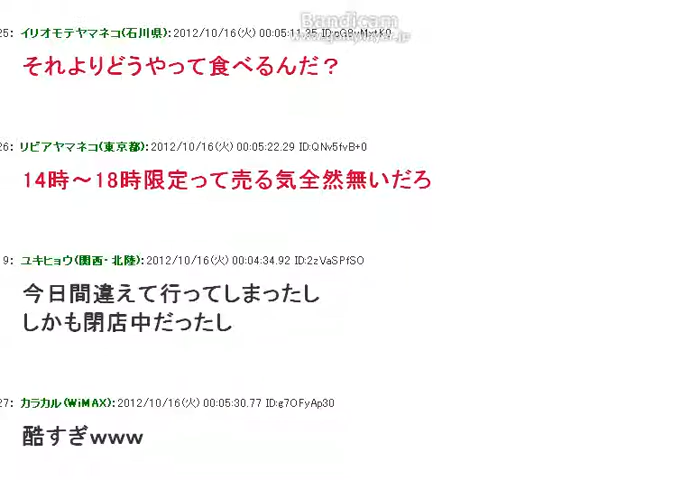 Bandicam
25: イリオモテヤマネコ(石川県): 2012/10/16(火) 00:05:11.35
それよりどうやって食べるんだ？
26: リビアヤマネコ(東京都): 2012/10/16(火) 00:05:22.29 ID:QNv5fvB+0
14時～18時限定って売る気全然無いだろ
9: ユキヒョウ(関西・北陸): 2012/10/16(火) 00:04:34.92 ID:2zVaSPfSO
今日間違えて行ってしまったし
しかも閉店中だったし
27: カラカル(WiMAX): 2012/10/16(火) 00:05:30.77 ID:g7OFyAp30
酷すぎwww